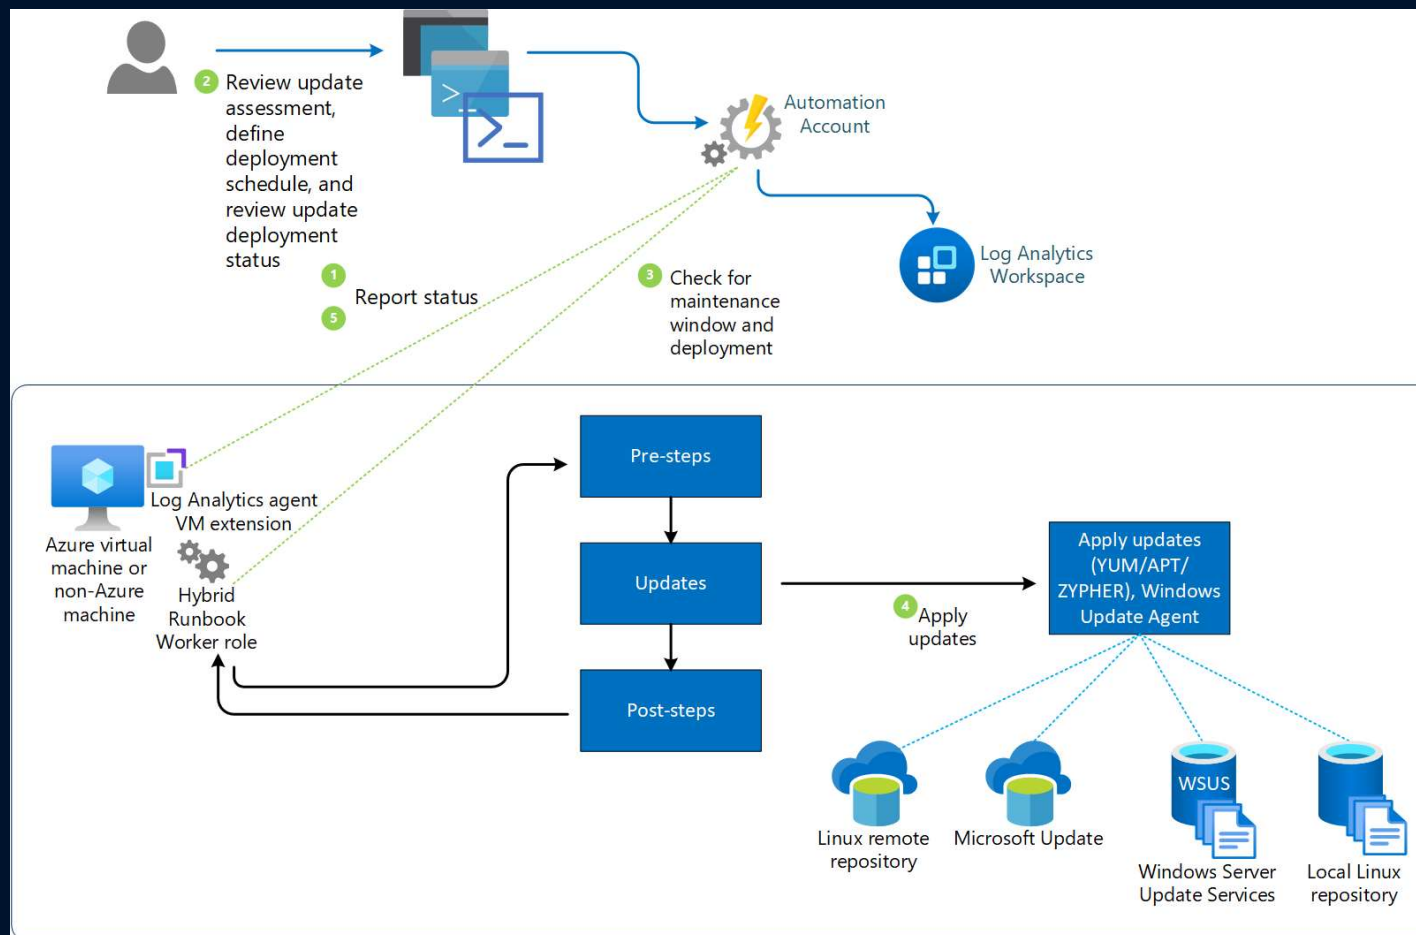 2
Review update
assessment,
define
deployment
schedule, and
review update
deployment
status
>_
>_
Automation
Account
Log Analytics
Workspace
1
Report status
5
3
Check for
maintenance
window and
deployment
Log Analytics agent
VM extension
Azure virtual
machine or
non-Azure
machine
Hybrid
Runbook
Worker role
Pre-steps
Updates
Post-steps
4
Apply
updates
Apply updates
(YUM/APT/
ZYPHER), Windows
Update Agent
Linux remote
repository
Microsoft Update
WSUS
Windows Server
Update Services
Local Linux
repository